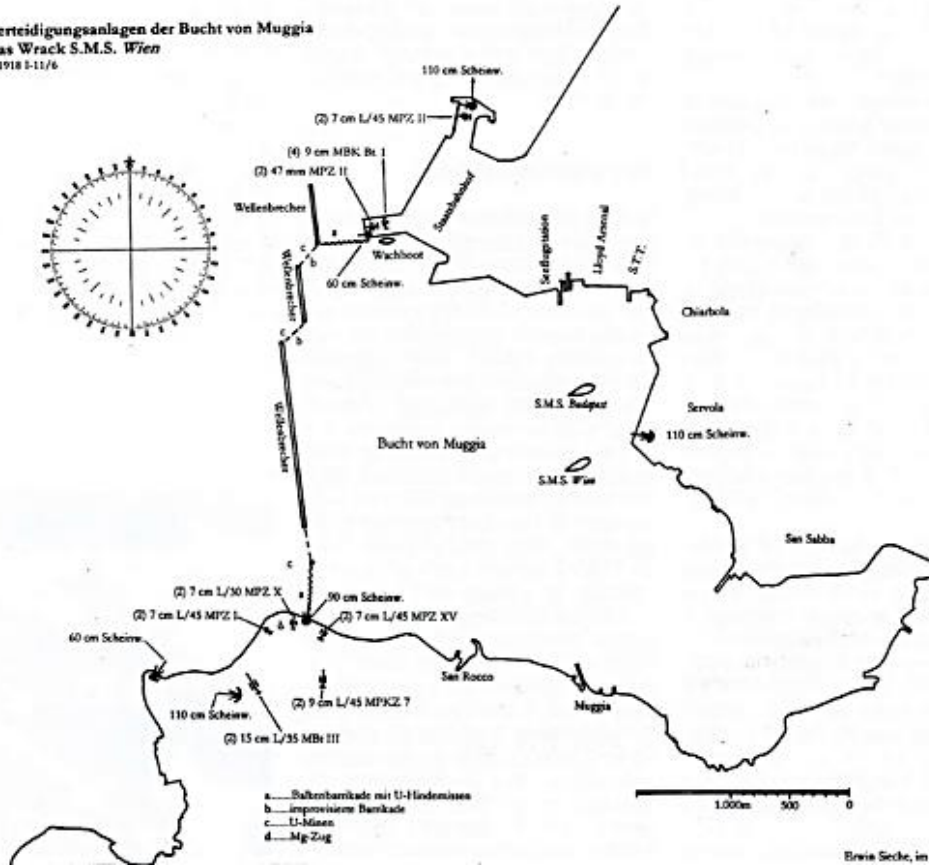 erteidigungsanlagen der Bucht von Muggia
as Wrack S.M.S. Wien
1918 I-11/6
110 cm Scheinw.
(2) 7 cm L/45 MPZ II
(4) 9 cm MBK Bt. 1
(2) 47 mm MPZ II
Wellenbrecher
a
Staatsbahnhof
Wachboot
60 cm Scheinw.
c
b
Wellenbrecher
c
b
Seeflugstation
Lloyd Arsenal
S.T.T.
Chiarbola
Wellenbrecher
S.M.S. Budapest
Servola
110 cm Scheinw.
Bucht von Muggia
S.M.S. Wien
San Sabba
c
a
(2) 7 cm L/30 MPZ X
90 cm Scheinw.
(2) 7 cm L/45 MPZ I
d
(2) 7 cm L/45 MPZ XV
60 cm Scheinw.
San Rocco
110 cm Scheinw.
(2) 9 cm L/45 MPKZ 7
Muggia
(2) 15 cm L/35 MBt III
a......Balkenbarrikade mit U-Hindernissen
b......improvisierte Barrikade
c......U-Minen
d......Mg-Zug
1.000m 500 0
Erwin Sieche, im